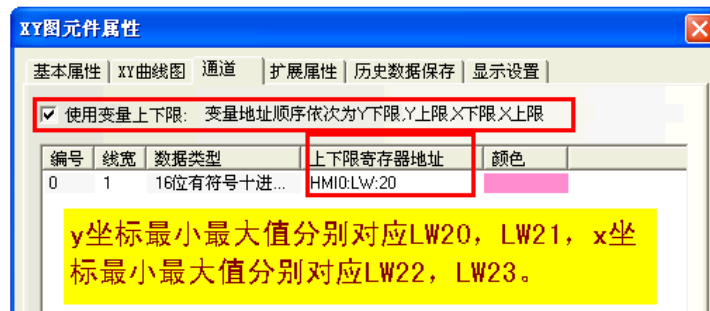 XY图元件属性
基本属性 XY曲线图 通道 扩展属性 历史数据保存 显示设置
使用变量上下限: 变量地址顺序依次为Y下限,Y上限,X下限,X上限
编号 线宽 数据类型 上下限寄存器地址 颜色
0 1 16位有符号十进... HMI0:LW:20
y坐标最小最大值分别对应LW20，LW21，x坐
标最小最大值分别对应LW22，LW23。